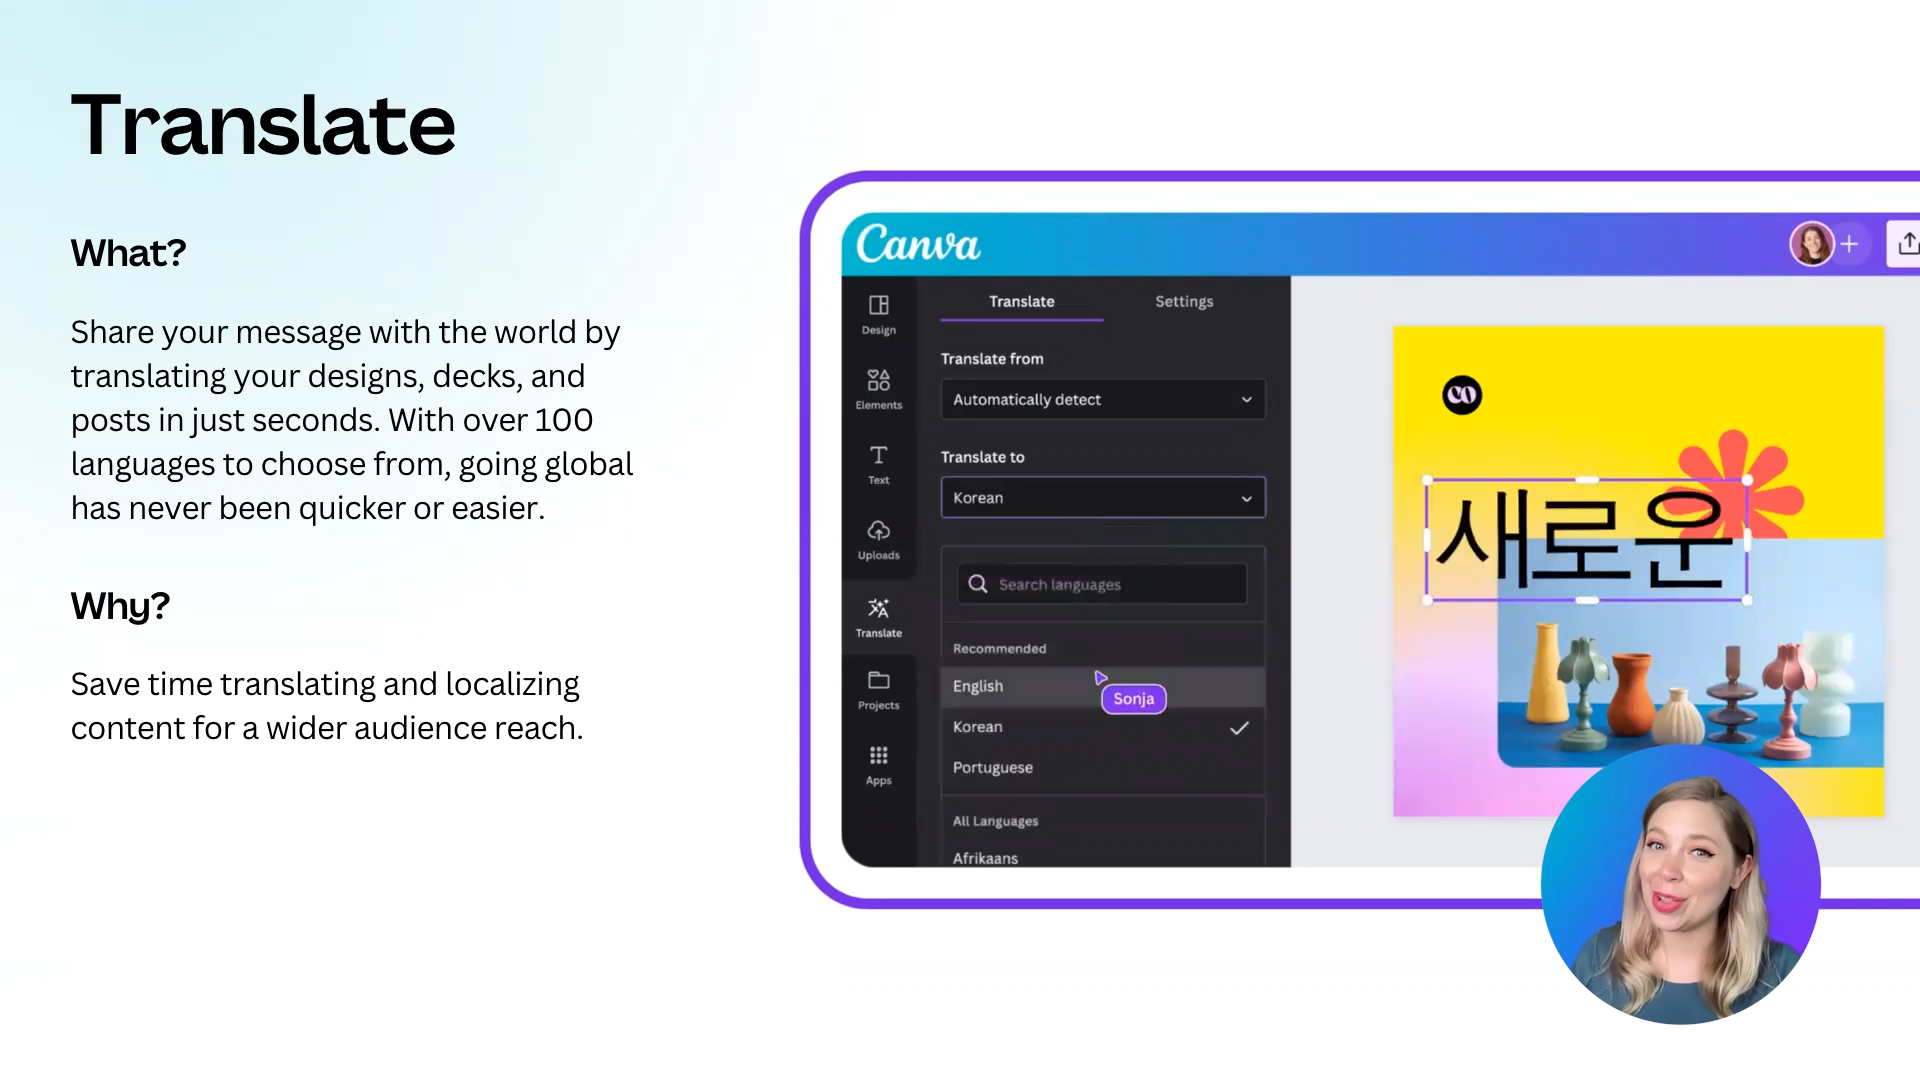 Translate
What?
Share your message with the world by
translating your designs, decks, and
posts in just seconds. With over 100
languages to choose from, going global
has never been quicker or easier.
Why?
Save time translating and localizing
content for a wider audience reach.
Canva
Design
Elements
Text
Uploads
Translate
Projects
Apps
Translate
Settings
Translate from
Automatically detect
Translate to
Korean
Search languages
Recommended
English
Sonja
Korean
Portuguese
All Languages
Afrikaans
co
새로운